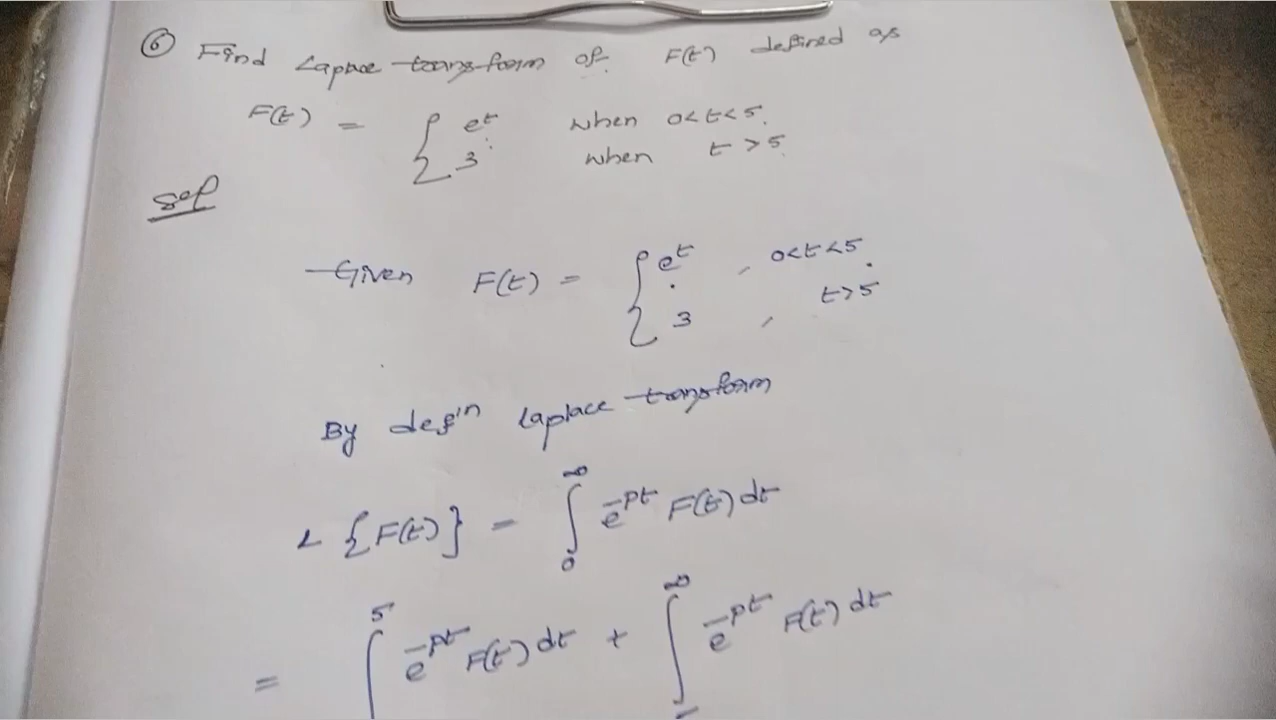 ⑥ Find Laplace transform of F(t) defined as
F(t) = { e^t when 0<t<5.
3 when t >5.
Sol
Given F(t) = { e^t , 0<t<5.
3 , t>5
By defin Laplace transform
L {F(t)} = ∫_0^∞ e^-pt F(t) dt
= ∫^5 e^-pt F(t) dt + ∫^∞ e^-pt F(t) dt